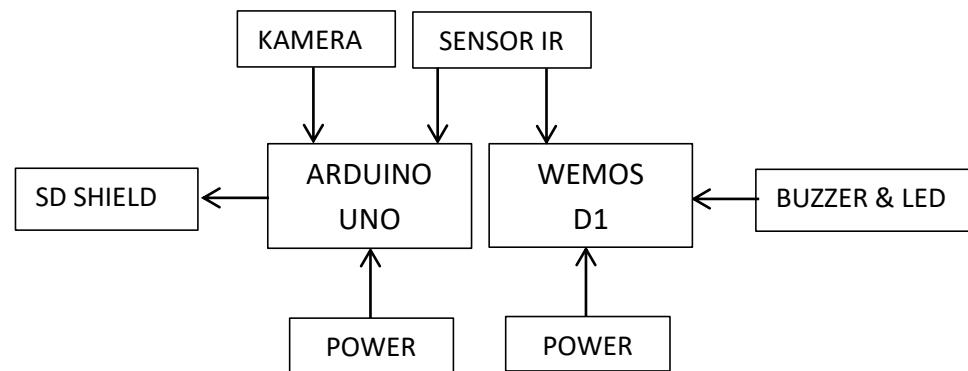 KAMERA
SENSOR IR
ARDUINO
UNO
WEMOS
D1
SD SHIELD
BUZZER & LED
POWER
POWER